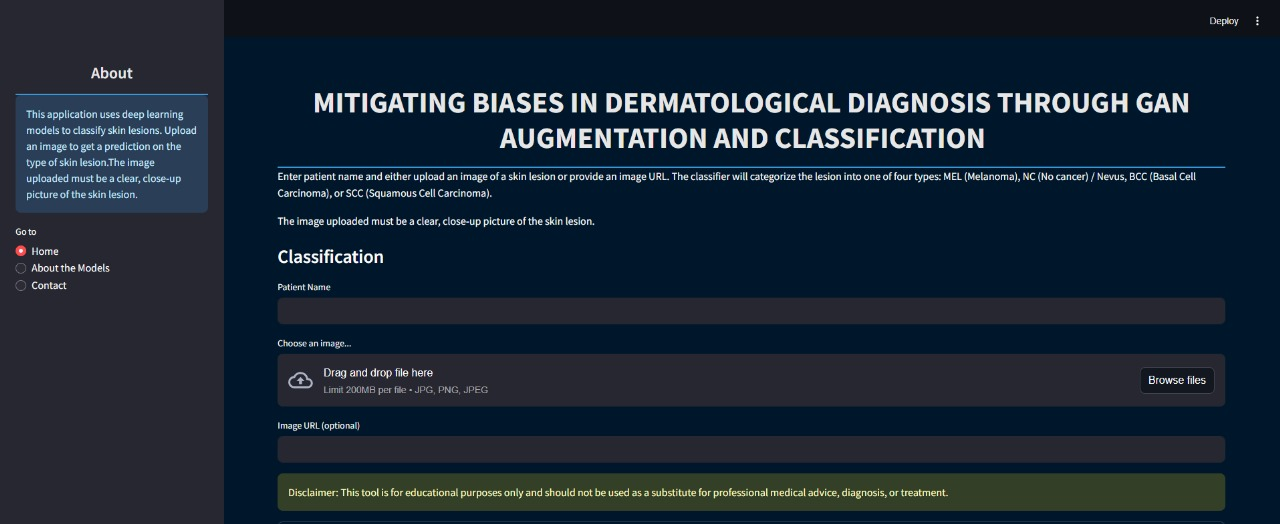 Deploy
About
This application uses deep learning
models to classify skin lesions. Upload
an image to get a prediction on the
type of skin lesion.The image
uploaded must be a clear, close-up
picture of the skin lesion.
Go to
Home
About the Models
Contact
MITIGATING BIASES IN DERMATOLOGICAL DIAGNOSIS THROUGH GAN
AUGMENTATION AND CLASSIFICATION
Enter patient name and either upload an image of a skin lesion or provide an image URL. The classifier will categorize the lesion into one of four types: MEL (Melanoma), NC (No cancer) / Nevus, BCC (Basal Cell
Carcinoma), or SCC (Squamous Cell Carcinoma).
The image uploaded must be a clear, close-up picture of the skin lesion.
Classification
Patient Name
Choose an image...
Drag and drop file here
Limit 200MB per file • JPG, PNG, JPEG
Browse files
Image URL (optional)
Disclaimer: This tool is for educational purposes only and should not be used as a substitute for professional medical advice, diagnosis, or treatment.